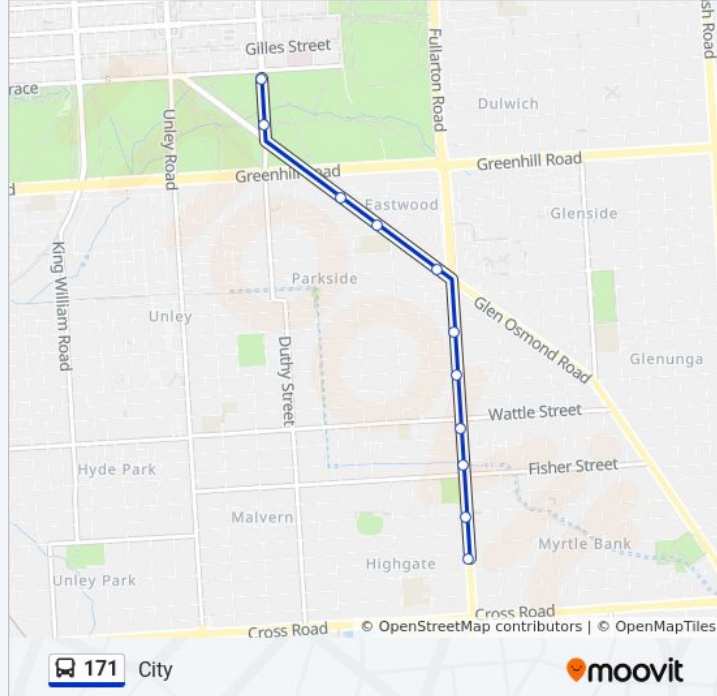 Gilles Street
race
Unley Road
Fullarton Road
sh Road
Dulwich
Greenhill Road
Greenhill Road
d
Eastwood
Glenside
King William Road
Parkside
Unley
Duthy Street
Glen Osmond Road
Glenunga
Wattle Street
Hyde Park
Fisher Street
Malvern
Myrtle Bank
Highgate
Unley Park
Cross Road
Cross Road
© OpenStreetMap contributors | © OpenMapTiles
171 City
moovit